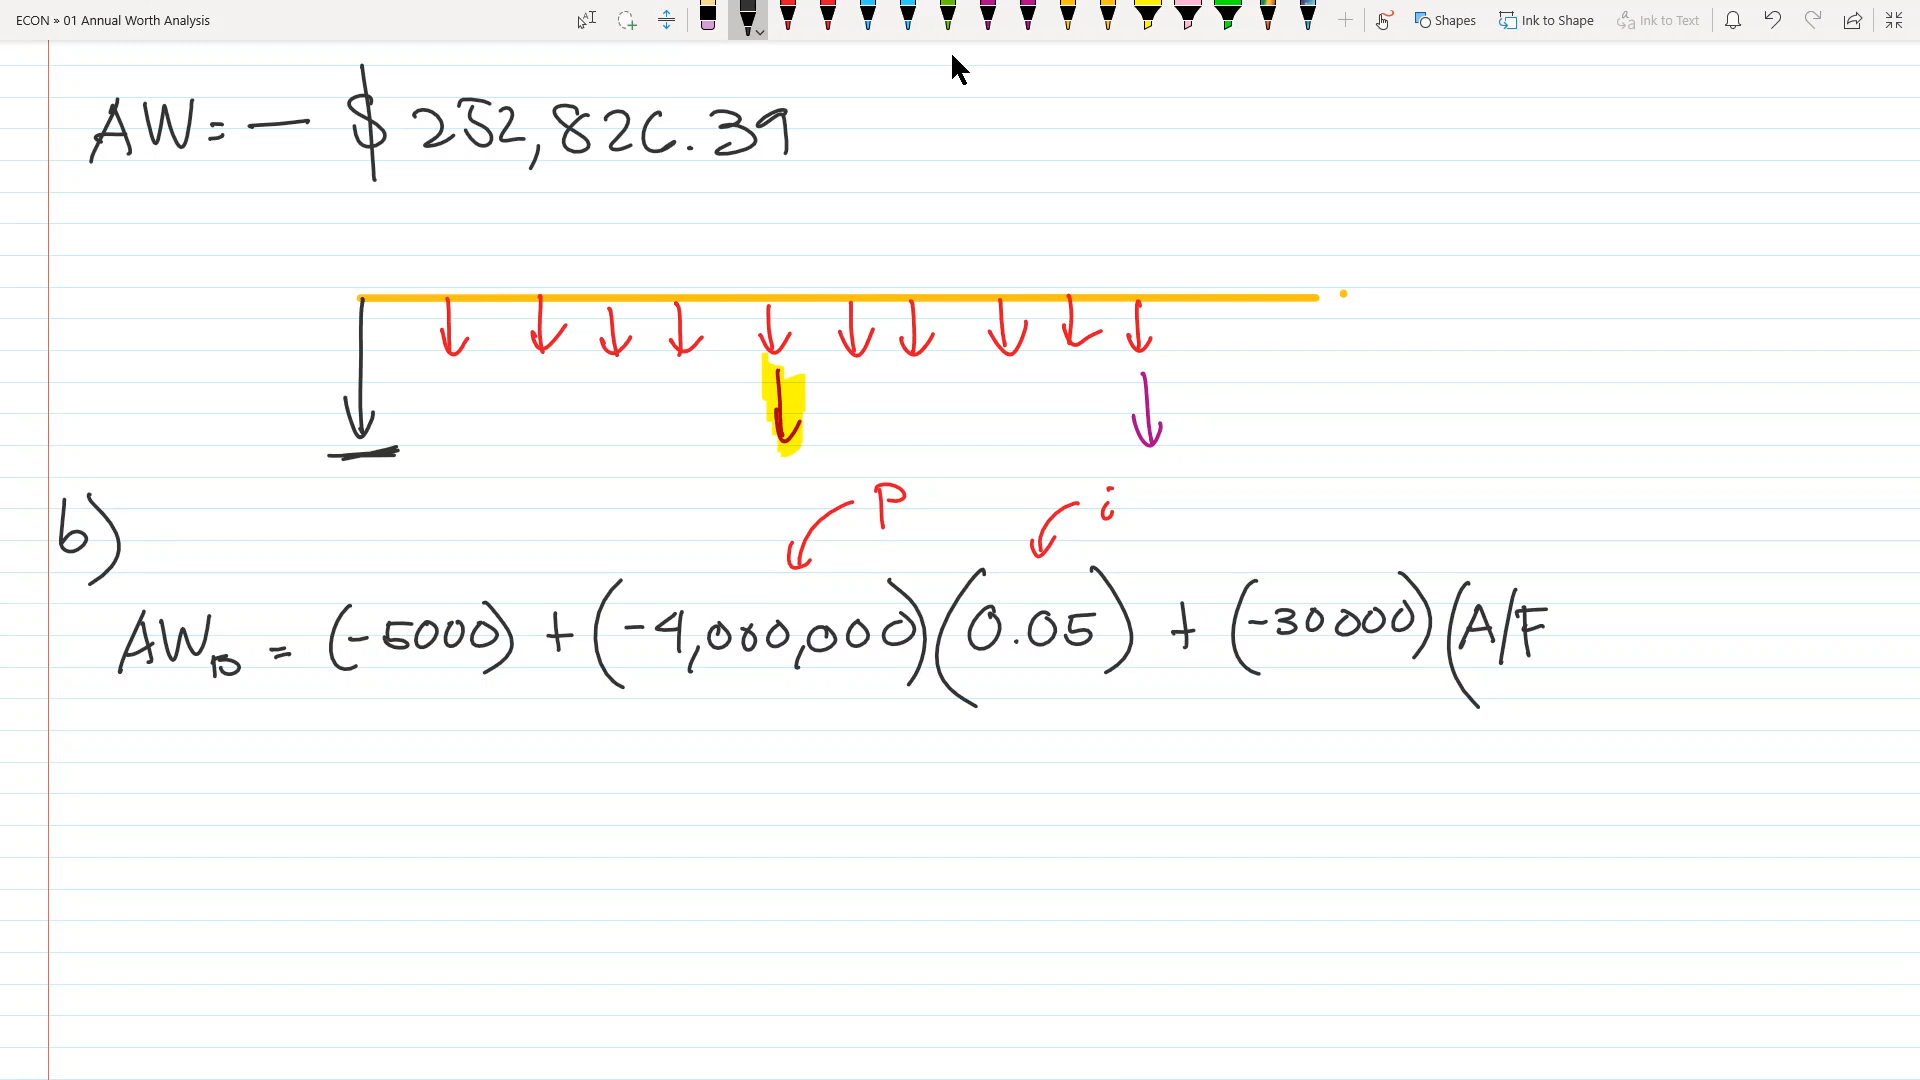 ECON » 01 Annual Worth Analysis
Shapes
Ink to Shape
Ink to Text
AW = - $ 252,826.39
b)
P
i
AW = (-5000) + (-4,000,000)(0.05) + (-30000)(A/F